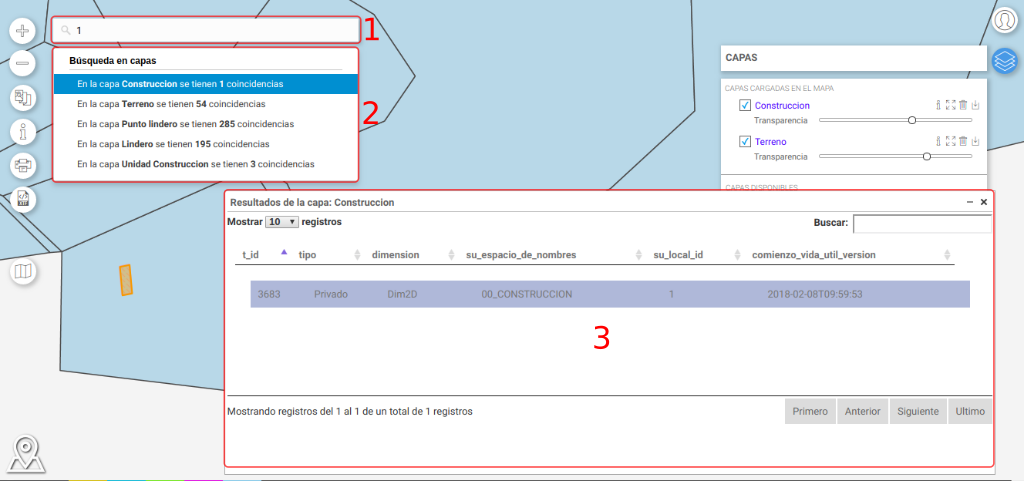 1
1
Búsqueda en capas
En la capa Construccion se tienen 1 coincidencias
En la capa Terreno se tienen 54 coincidencias
En la capa Punto lindero se tienen 285 coincidencias
En la capa Lindero se tienen 195 coincidencias
En la capa Unidad Construccion se tienen 3 coincidencias
2
CAPAS
CAPAS CARGADAS EN EL MAPA
Construccion
Transparencia
Terreno
Transparencia
CAPAS DISPONIBLES
Resultados de la capa: Construccion
Mostrar 10 registros
Buscar:
t_id tipo dimension su_espacio_de_nombres su_local_id comienzo_vida_util_version
3683 Privado Dim2D 00_CONSTRUCCION 1 2018-02-08T09:59:53
3
Mostrando registros del 1 al 1 de un total de 1 registros
Primero Anterior Siguiente Ultimo